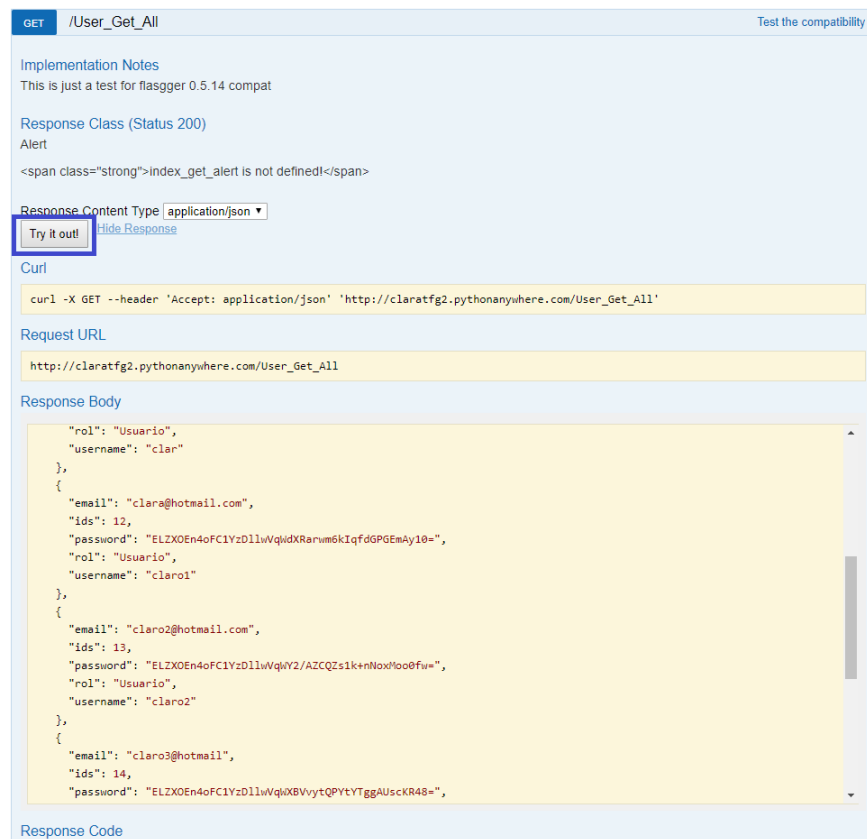 GET /User_Get_All Test the compatibility
Implementation Notes
This is just a test for flasgger 0.5.14 compat
Response Class (Status 200)
Alert
<span class="strong">index_get_alert is not defined!</span>
Response Content Type application/json
Try it out! Hide Response
Curl
curl -X GET --header 'Accept: application/json' 'http://claratfg2.pythonanywhere.com/User_Get_All'
Request URL
http://claratfg2.pythonanywhere.com/User_Get_All
Response Body
"rol": "Usuario",
"username": "clar"
},
{
"email": "clara@hotmail.com",
"ids": 12,
"password": "ELZXOEn4oFC1YzDllwVqWdXRarwm6kIqfdGPGEmAy10=",
"rol": "Usuario",
"username": "claro1"
},
{
"email": "claro2@hotmail.com",
"ids": 13,
"password": "ELZXOEn4oFC1YzDllwVqWY2/AZCQZs1k+nNoxMoo0fw=",
"rol": "Usuario",
"username": "claro2"
},
{
"email": "claro3@hotmail",
"ids": 14,
"password": "ELZXOEn4oFC1YzDllwVqWXBVvytQPYtYTggAUscKR48=",
Response Code